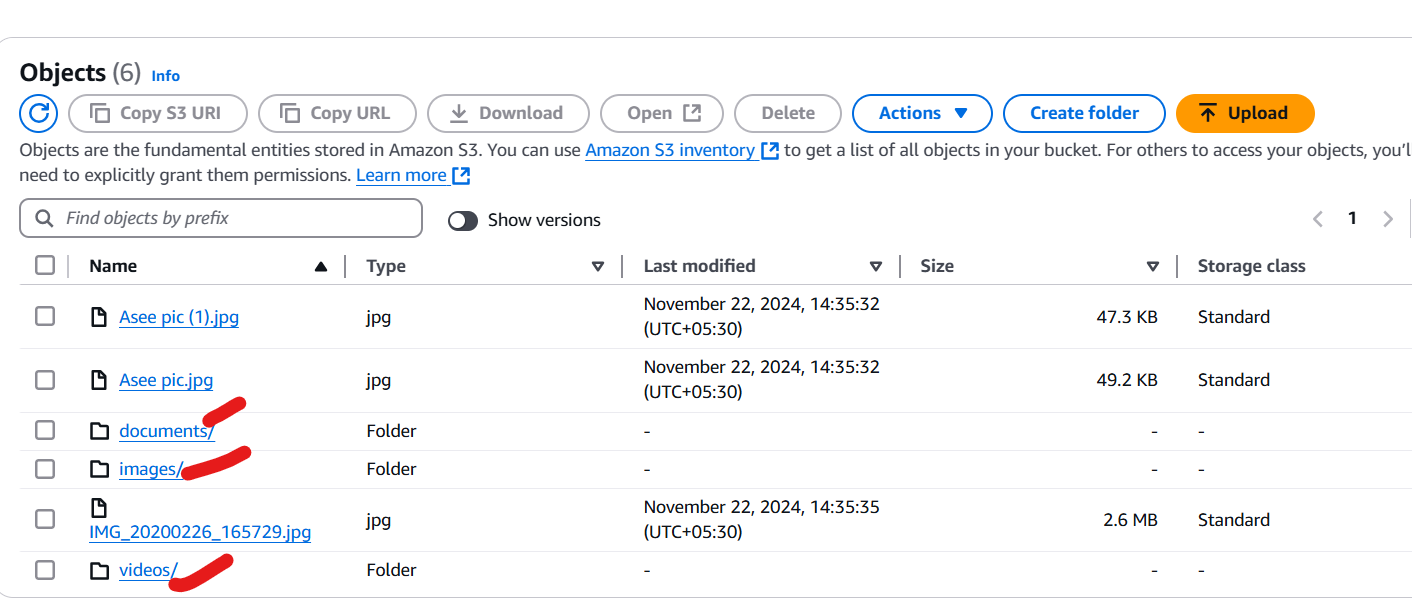 Objects (6) Info
Copy S3 URI Copy URL Download Open Delete Actions Create folder Upload
Objects are the fundamental entities stored in Amazon S3. You can use Amazon S3 inventory to get a list of all objects in your bucket. For others to access your objects, you'l
need to explicitly grant them permissions. Learn more
Find objects by prefix Show versions 1
Name Type Last modified Size Storage class
Asee pic (1).jpg jpg November 22, 2024, 14:35:32 (UTC+05:30) 47.3 KB Standard
Asee pic.jpg jpg November 22, 2024, 14:35:32 (UTC+05:30) 49.2 KB Standard
documents/ Folder - - -
images/ Folder - - -
IMG_20200226_165729.jpg jpg November 22, 2024, 14:35:35 (UTC+05:30) 2.6 MB Standard
videos/ Folder - - -